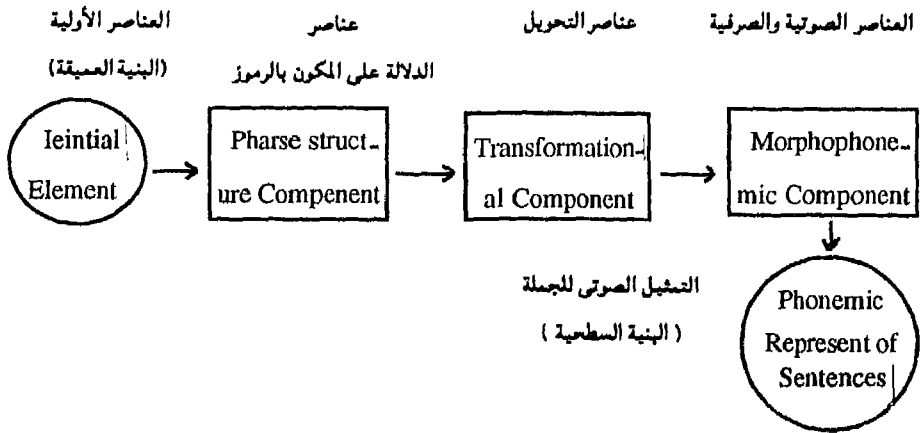 العناصر الصوتية والصرفية
عناصر التحويل
عناصر
الدلالة على المكون بالرموز
العناصر الأولية
(البنية العميقة)
Ieintial
Element
Pharse struct-
ure Compenent
Transformation-
al Component
Morphophone-
mic Component
التمثيل الصوتى للجملة
( البنية السطحية )
Phonemic
Represent of
Sentences